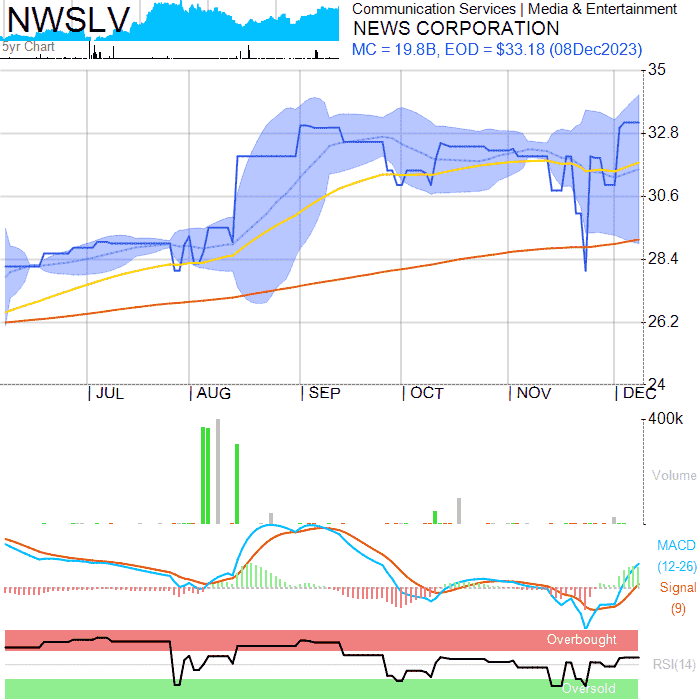 NWSLV
5yr Chart
Communication Services | Media & Entertainment
NEWS CORPORATION
MC = 19.8B, EOD = $33.18 (08Dec2023)
35
32.8
30.6
28.4
26.2
24
JUL AUG SEP OCT NOV DEC
400k
Volume
MACD
(12-26)
Signal
(9)
Overbought
RSI(14)
Oversold